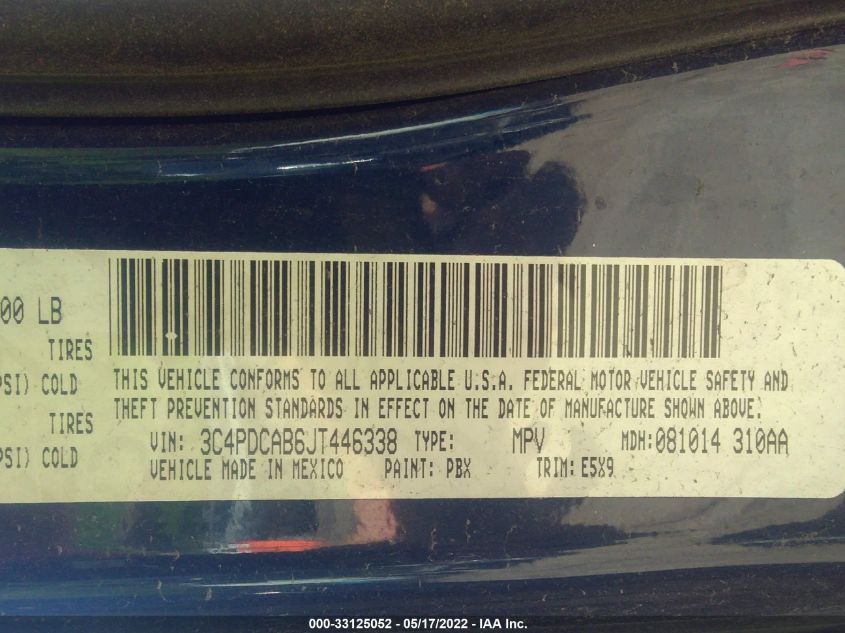 00 LB
TIRES
PSI) COLD
TIRES
PSI) COLD
THIS VEHICLE CONFORMS TO ALL APPLICABLE U.S.A. FEDERAL MOTOR VEHICLE SAFETY AND
THEFT PREVENTION STANDARDS IN EFFECT ON THE DATE OF MANUFACTURE SHOWN ABOVE.
VIN: 3C4PDCAB6JT446338 TYPE: MPV MDH:081014 310AA
VEHICLE MADE IN MEXICO PAINT: PBX TRIM: E5X9
000-33125052 - 05/17/2022 - IAA Inc.